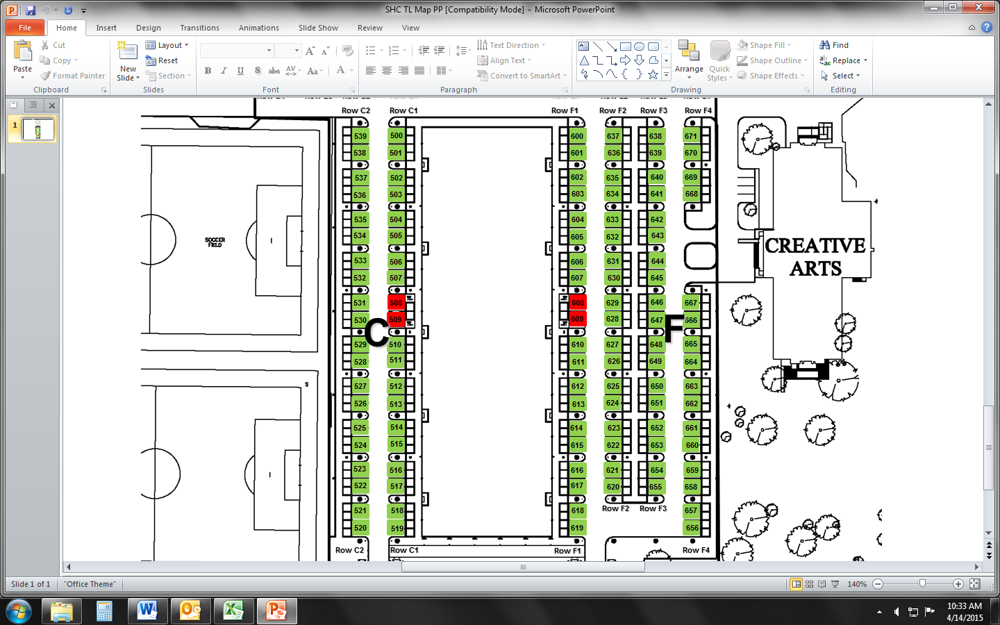 SHC TL Map PP [Compatibility Mode] - Microsoft PowerPoint
File Home Insert Design Transitions Animations Slide Show Review View
Paste Cut Copy Format Painter Clipboard
New Slide Layout Reset Section Slides
B I U S abc AV Aa A Font
Text Direction Align Text Convert to SmartArt Paragraph
Arrange Quick Styles Shape Fill Shape Outline Shape Effects Drawing
Find Replace Select Editing
1
Row C2 Row C1 Row F1 Row F2 Row F3 Row F4
539 500 600 637 638 671
538 501 601 636 639 670
537 502 602 635 640 669
536 503 603 634 641 668
535 504 604 633 642
534 505 605 632 643
SOCCER FIELD
CREATIVE
ARTS
533 506 606 631 644
532 507 607 630 645
531 508 608 629 646 667
530 509 609 628 647 666
C F
529 510 610 627 648 665
528 511 611 626 649 664
527 512 612 625 650 663
526 513 613 624 651 662
525 514 614 623 652 661
524 515 615 622 653 660
523 516 616 621 654 659
522 517 617 620 655 658
Row F2 Row F3
521 518 618 657
520 519 619 656
Row C2 Row C1 Row F1 Row F4
Slide 1 of 1 "Office Theme" 140%
10:33 AM
4/14/2015